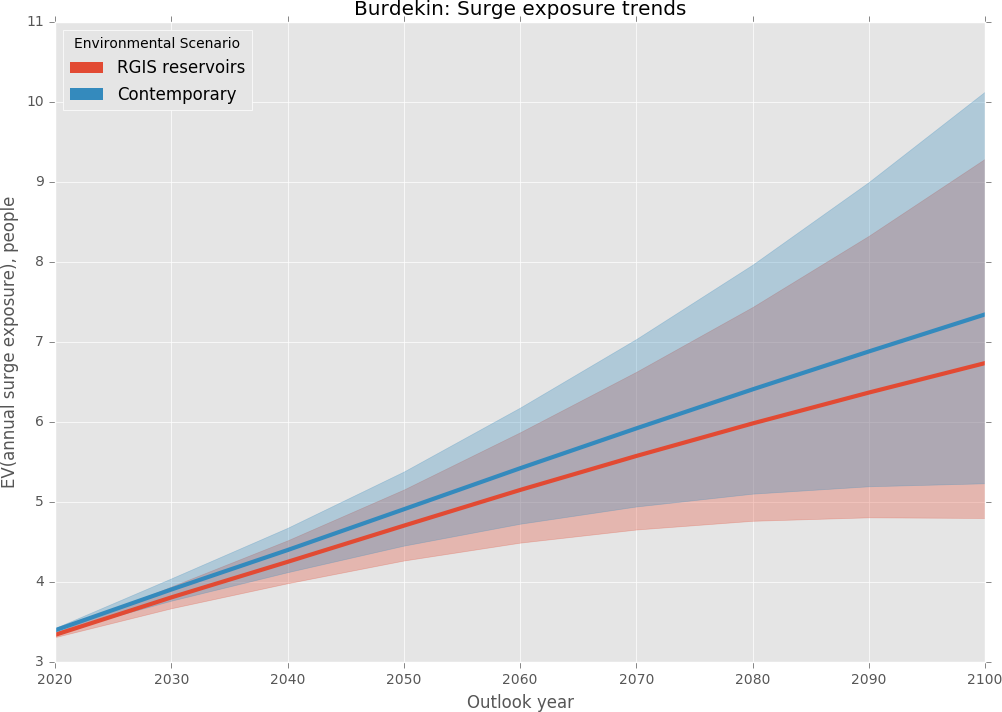 Burdekin: Surge exposure trends
Environmental Scenario
RGIS reservoirs
Contemporary
EV(annual surge exposure), people
11
10
9
8
7
6
5
4
3
2020 2030 2040 2050 2060 2070 2080 2090 2100
Outlook year